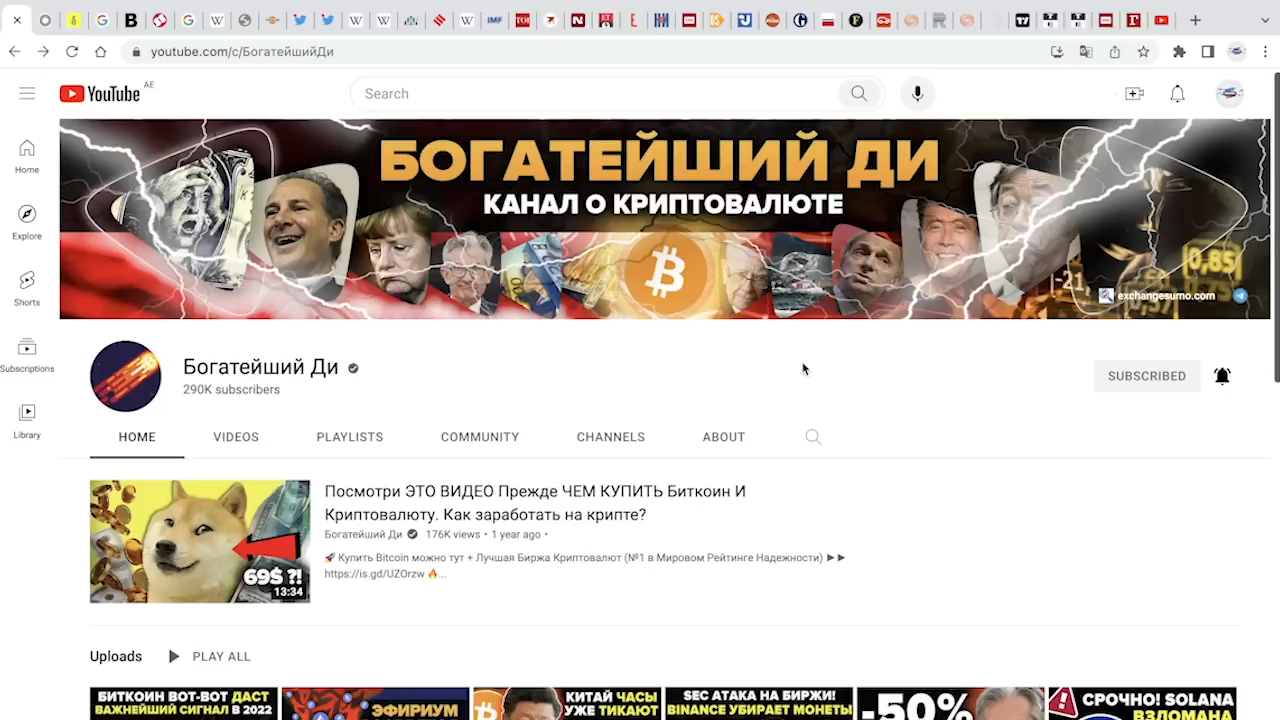 youtube.com/c/БогатейшийДи
YouTube
AE
Search
БОГАТЕЙШИЙ ДИ
КАНАЛ О КРИПТОВАЛЮТЕ
0,85
-21
exchangesumo.com
Home
Explore
Shorts
Subscriptions
Library
Богатейший Ди
290K subscribers
SUBSCRIBED
HOME
VIDEOS
PLAYLISTS
COMMUNITY
CHANNELS
ABOUT
69$ ?!
13:34
Посмотри ЭТО ВИДЕО Прежде ЧЕМ КУПИТЬ Биткоин И
Криптовалюту. Как заработать на крипте?
Богатейший Ди 176K views • 1 year ago •
🚀 Купить Bitcoin можно тут + Лучшая Биржа Криптовалют (№1 в Мировом Рейтинге Надежности) ►►
https://is.gd/UZOrzw 🔥...
Uploads
PLAY ALL
БИТКОИН ВОТ-ВОТ ДАСТ
ВАЖНЕЙШИЙ СИГНАЛ В 2022
ЭФИРИУМ
КИТАЙ ЧАСЫ
УЖЕ ТИКАЮТ
SEC АТАКА НА БИРЖИ!
BINANCE УБИРАЕТ МОНЕТЫ
-50%
СРОЧНО! SOLANA
ВЗЛОМАНА